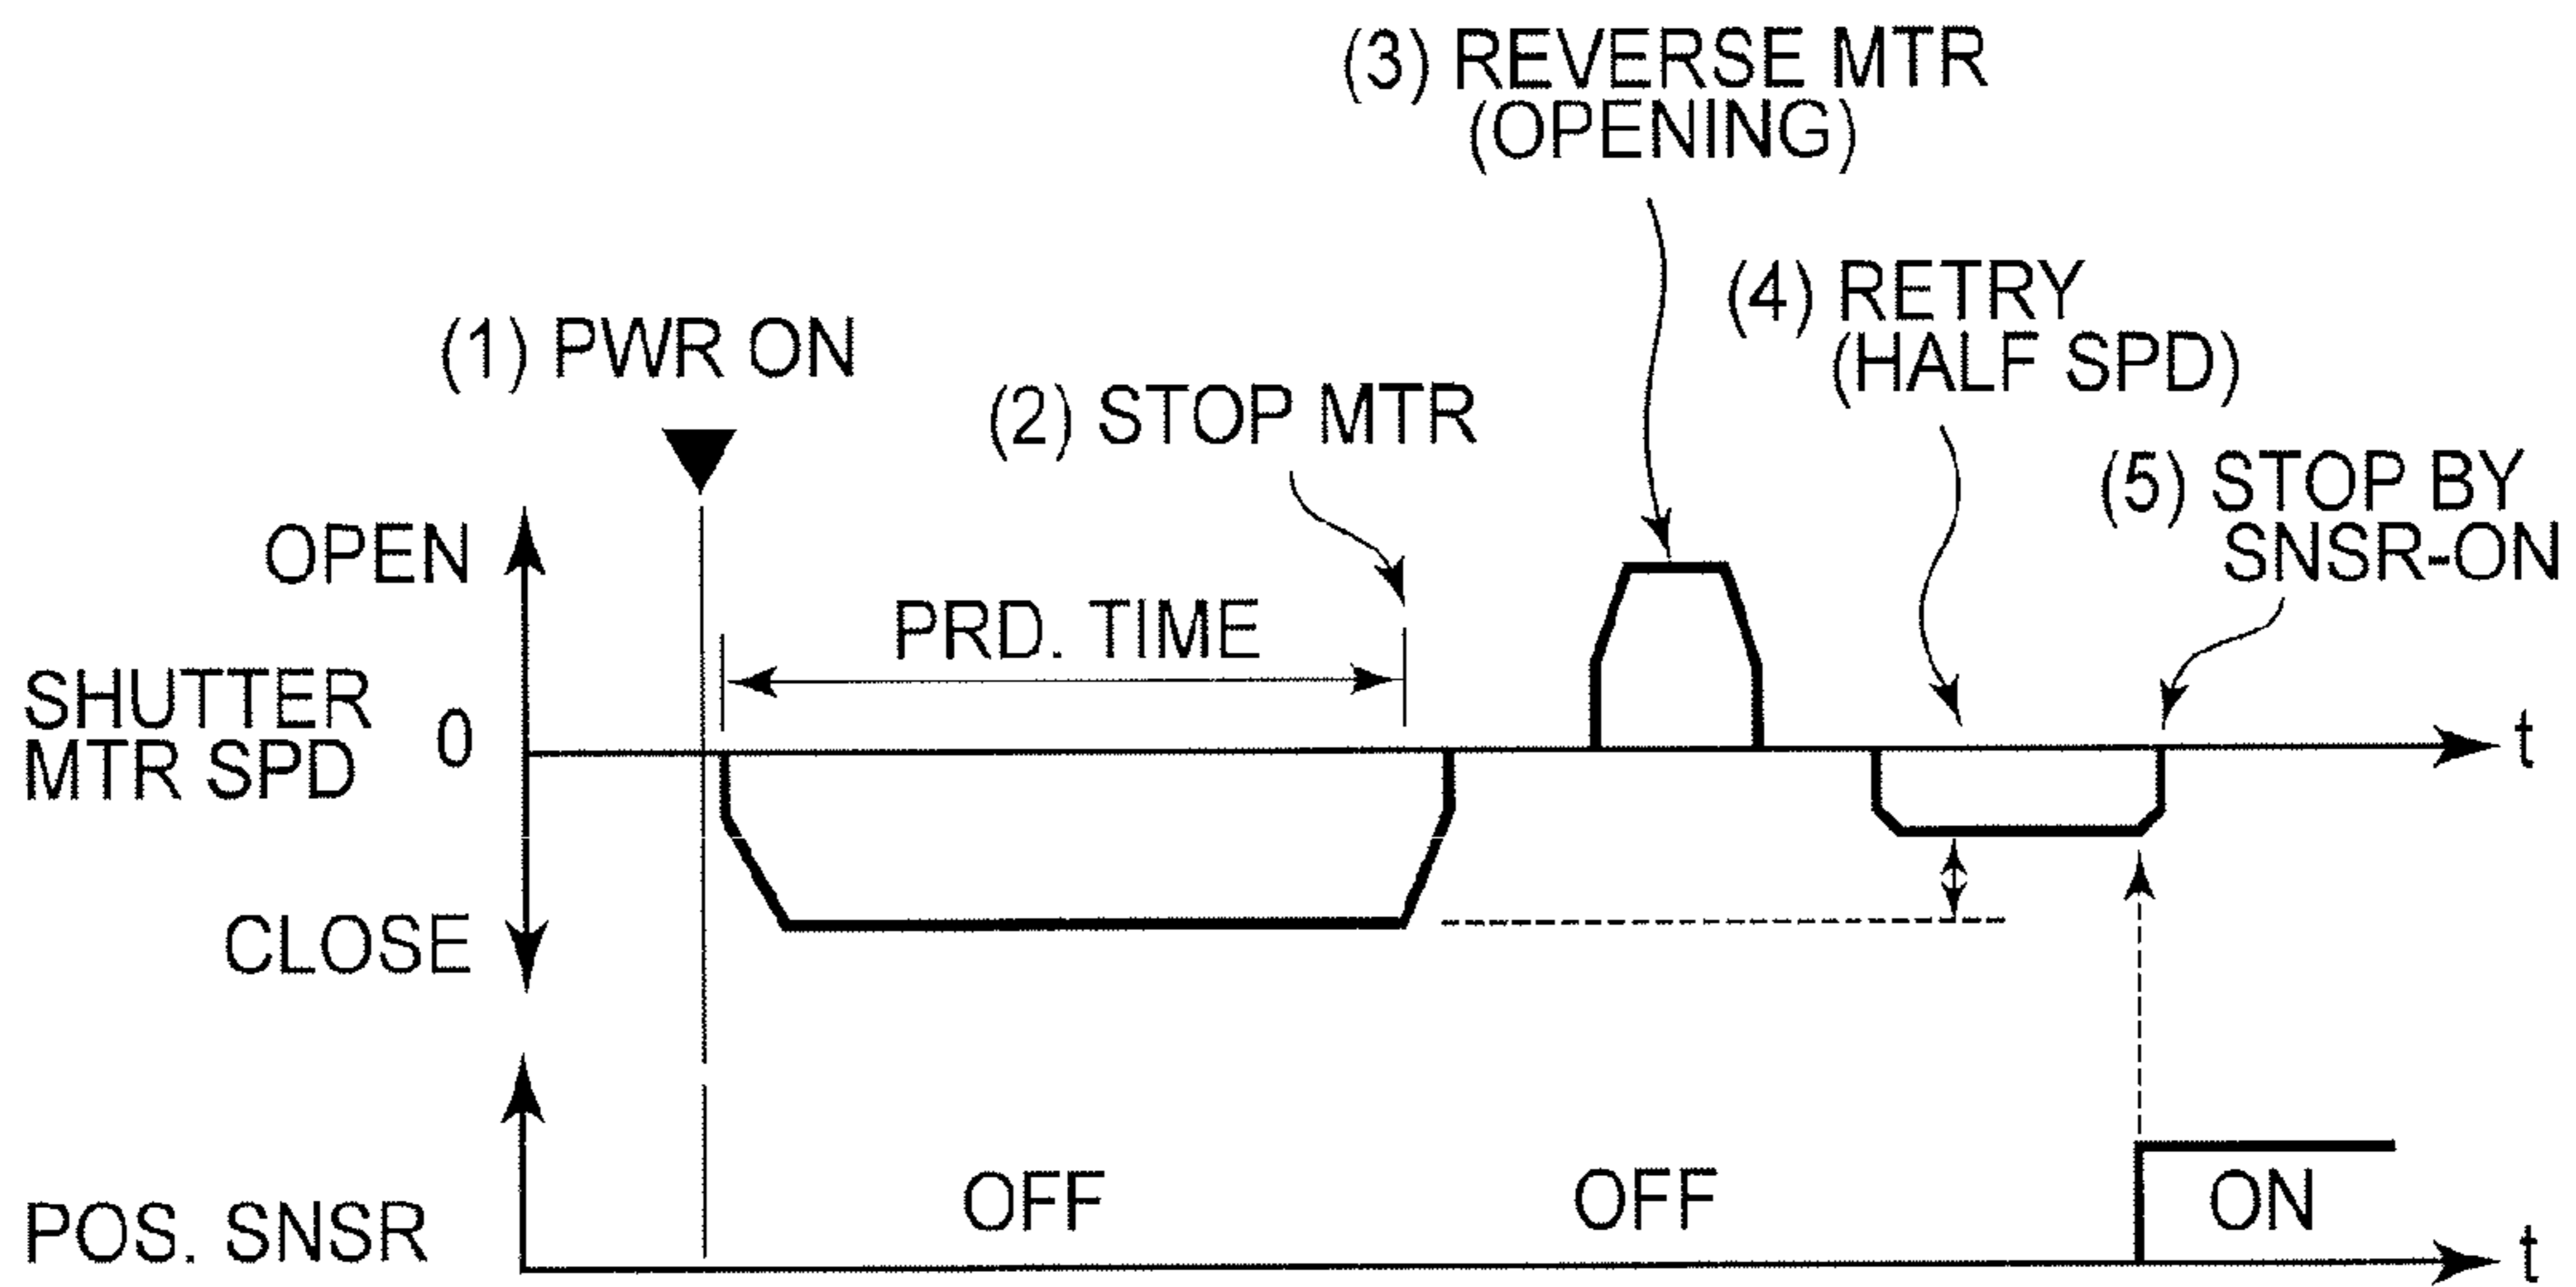 (3) REVERSE MTR
(OPENING)
(4) RETRY
(HALF SPD)
(1) PWR ON
(2) STOP MTR
(5) STOP BY
SNSR-ON
OPEN
PRD. TIME
SHUTTER
MTR SPD
0
t
CLOSE
OFF
OFF
ON
POS. SNSR
t